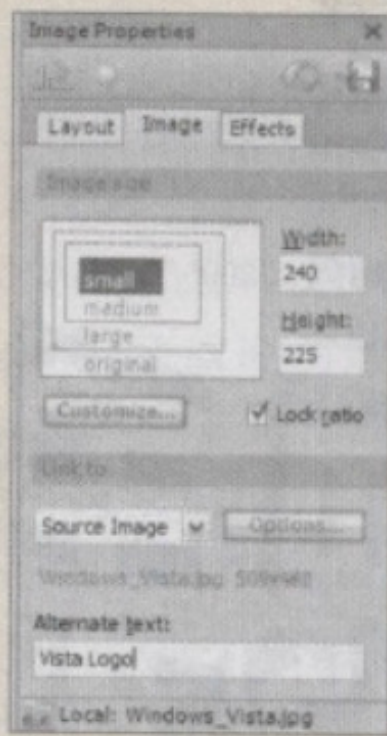 Image Properties
Layout Image Effects
Image size
small
medium
large
original
Width:
240
Height:
225
Customize...
Lock ratio
Link to
Source Image Options...
Windows_Vista.jpg
Alternate text:
Vista Logo
Local: Windows_Vista.jpg